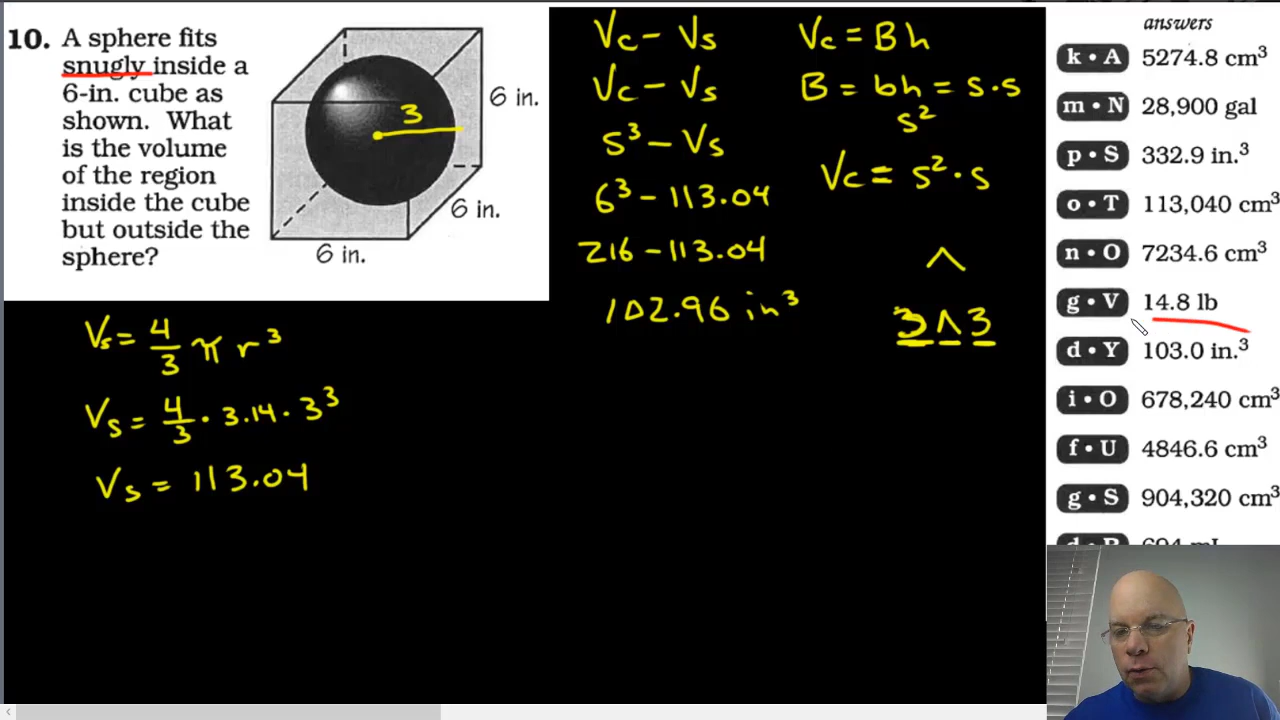 10. A sphere fits
snugly inside a
6-in. cube as
shown. What
is the volume
of the region
inside the cube
but outside the
sphere?
3
6 in.
6 in.
6 in.
Vs = 4/3 π r³
Vs = 4/3 · 3.14 · 3³
Vs = 113.04
Vc - Vs
Vc - Vs
s³ - Vs
6³ - 113.04
216 - 113.04
102.96 in³
Vc = Bh
B = bh = s·s
s²
Vc = s²·s
^
3^3
answers
k • A 5274.8 cm³
m • N 28,900 gal
p • S 332.9 in.³
o • T 113,040 cm³
n • O 7234.6 cm³
g • V 14.8 lb
d • Y 103.0 in.³
i • O 678,240 cm³
f • U 4846.6 cm³
g • S 904,320 cm³